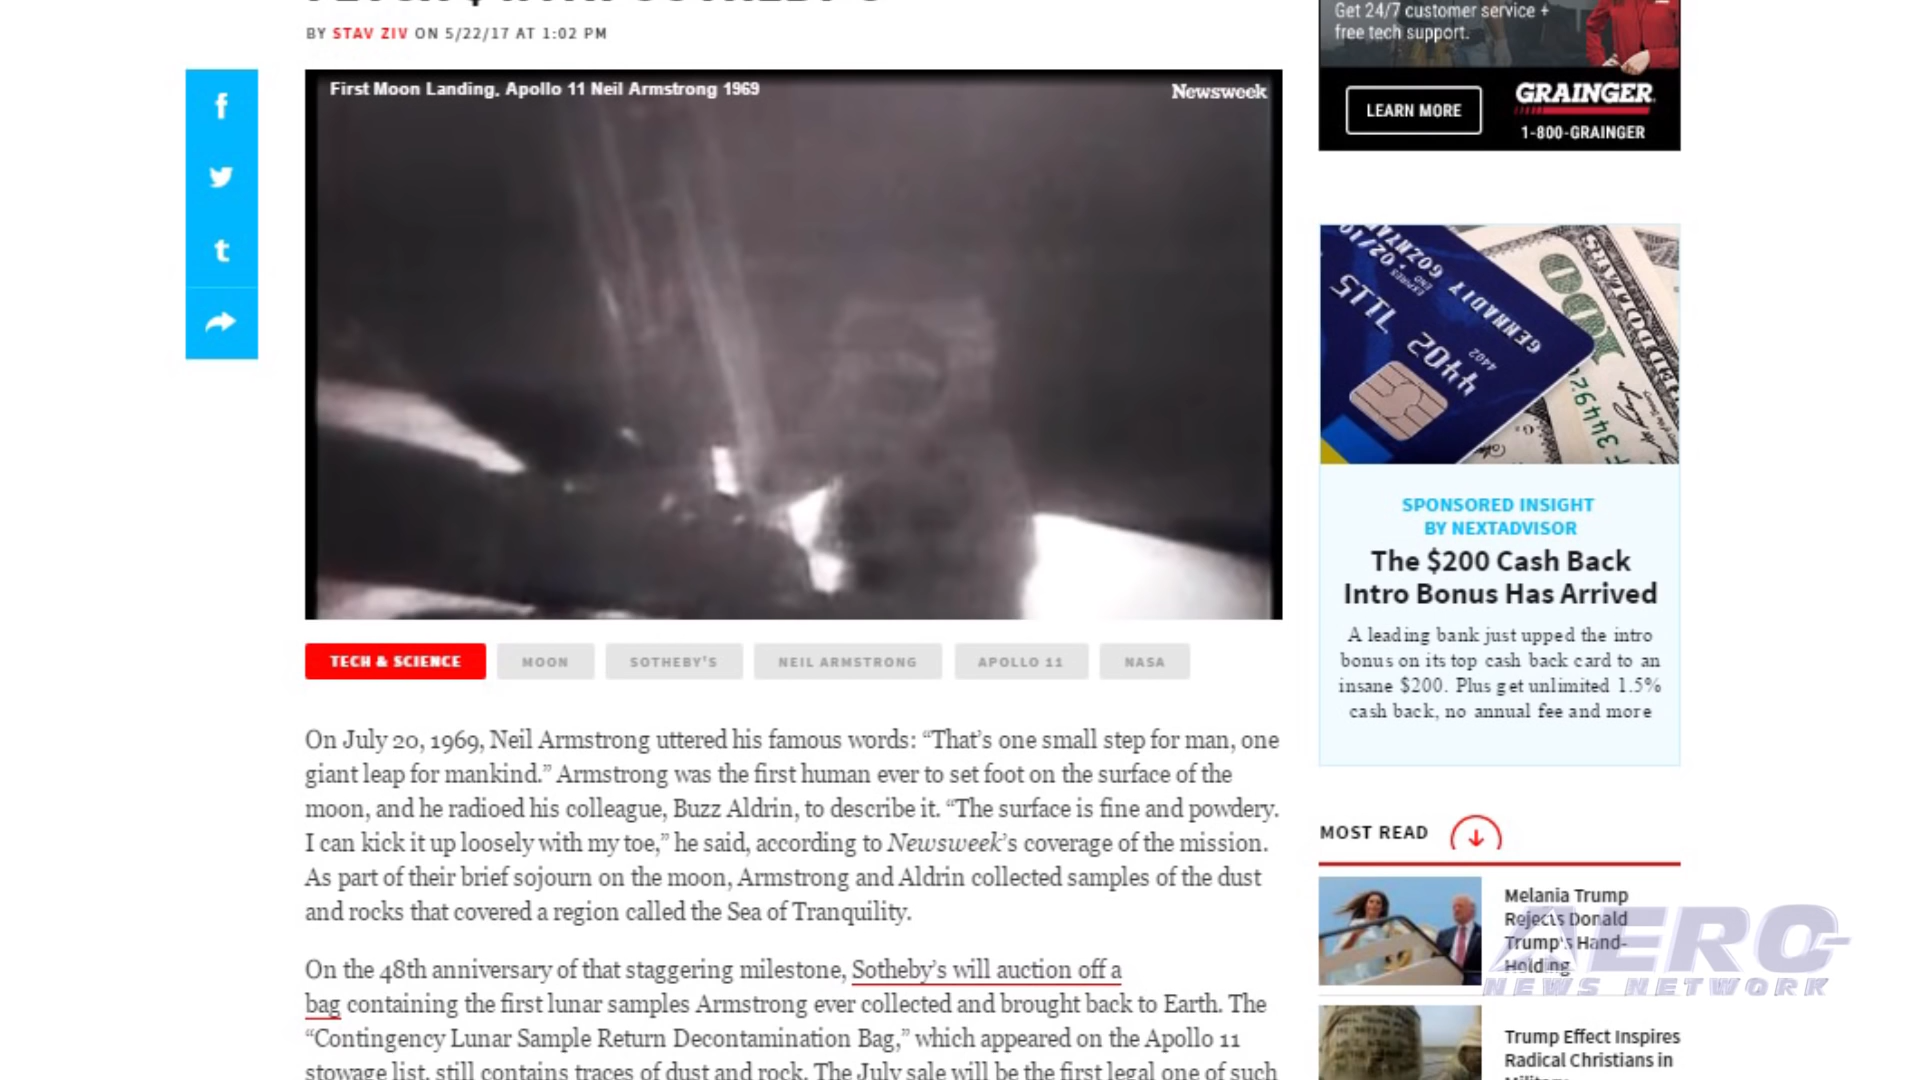 BY STAV ZIV ON 5/22/17 AT 1:02 PM
First Moon Landing, Apollo 11 Neil Armstrong 1969
Newsweek
TECH & SCIENCE
MOON
SOTHEBY'S
NEIL ARMSTRONG
APOLLO 11
NASA
On July 20, 1969, Neil Armstrong uttered his famous words: “That’s one small step for man, one
giant leap for mankind.” Armstrong was the first human ever to set foot on the surface of the
moon, and he radioed his colleague, Buzz Aldrin, to describe it. “The surface is fine and powdery.
I can kick it up loosely with my toe,” he said, according to Newsweek’s coverage of the mission.
As part of their brief sojourn on the moon, Armstrong and Aldrin collected samples of the dust
and rocks that covered a region called the Sea of Tranquility.
On the 48th anniversary of that staggering milestone, Sotheby’s will auction off a
bag containing the first lunar samples Armstrong ever collected and brought back to Earth. The
“Contingency Lunar Sample Return Decontamination Bag,” which appeared on the Apollo 11
stowage list, still contains traces of dust and rock. The July sale will be the first legal one of such
Get 24/7 customer service +
free tech support.
LEARN MORE
GRAINGER
1-800-GRAINGER
GENNADIY
4402
SPONSORED INSIGHT
BY NEXTADVISOR
The $200 Cash Back
Intro Bonus Has Arrived
A leading bank just upped the intro
bonus on its top cash back card to an
insane $200. Plus get unlimited 1.5%
cash back, no annual fee and more
MOST READ
Melania Trump
Rejects Donald
Trump's Hand-
Holding
AERO-
NEWS NETWORK
Trump Effect Inspires
Radical Christians in